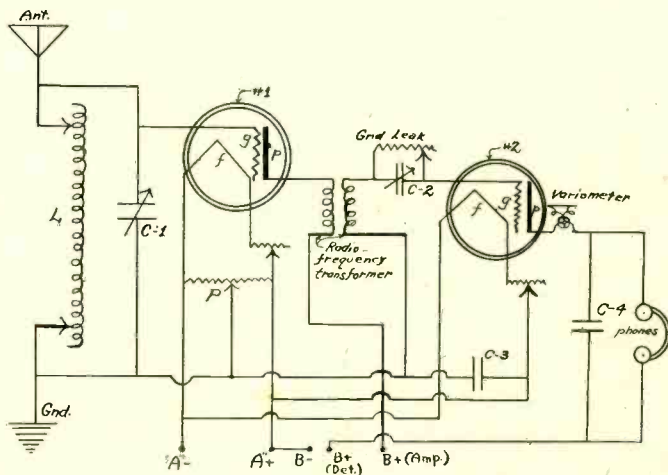 Ant.
#1
g
p
f
L
C-1
Grid Leak
C-2
#2
g
p
f
Variometer
Radio-
frequency
transformer
P
C-3
C-4
phones
Gnd.
"A"-
"A"+
B-
B+
(Det.)
B+(Amp.)